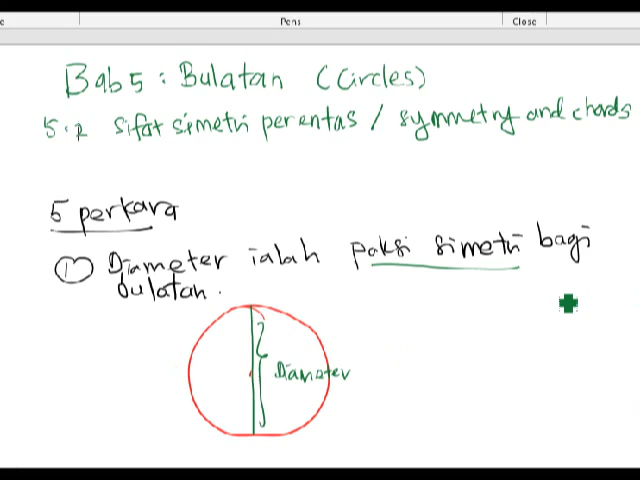 Pens
Close
Bab 5 : Bulatan (Circles)
5.2 sifat simetri perentas / symmetry and chords
5 perkara
1 Diameter ialah paksi simetri bagi
bulatan.
Diameter